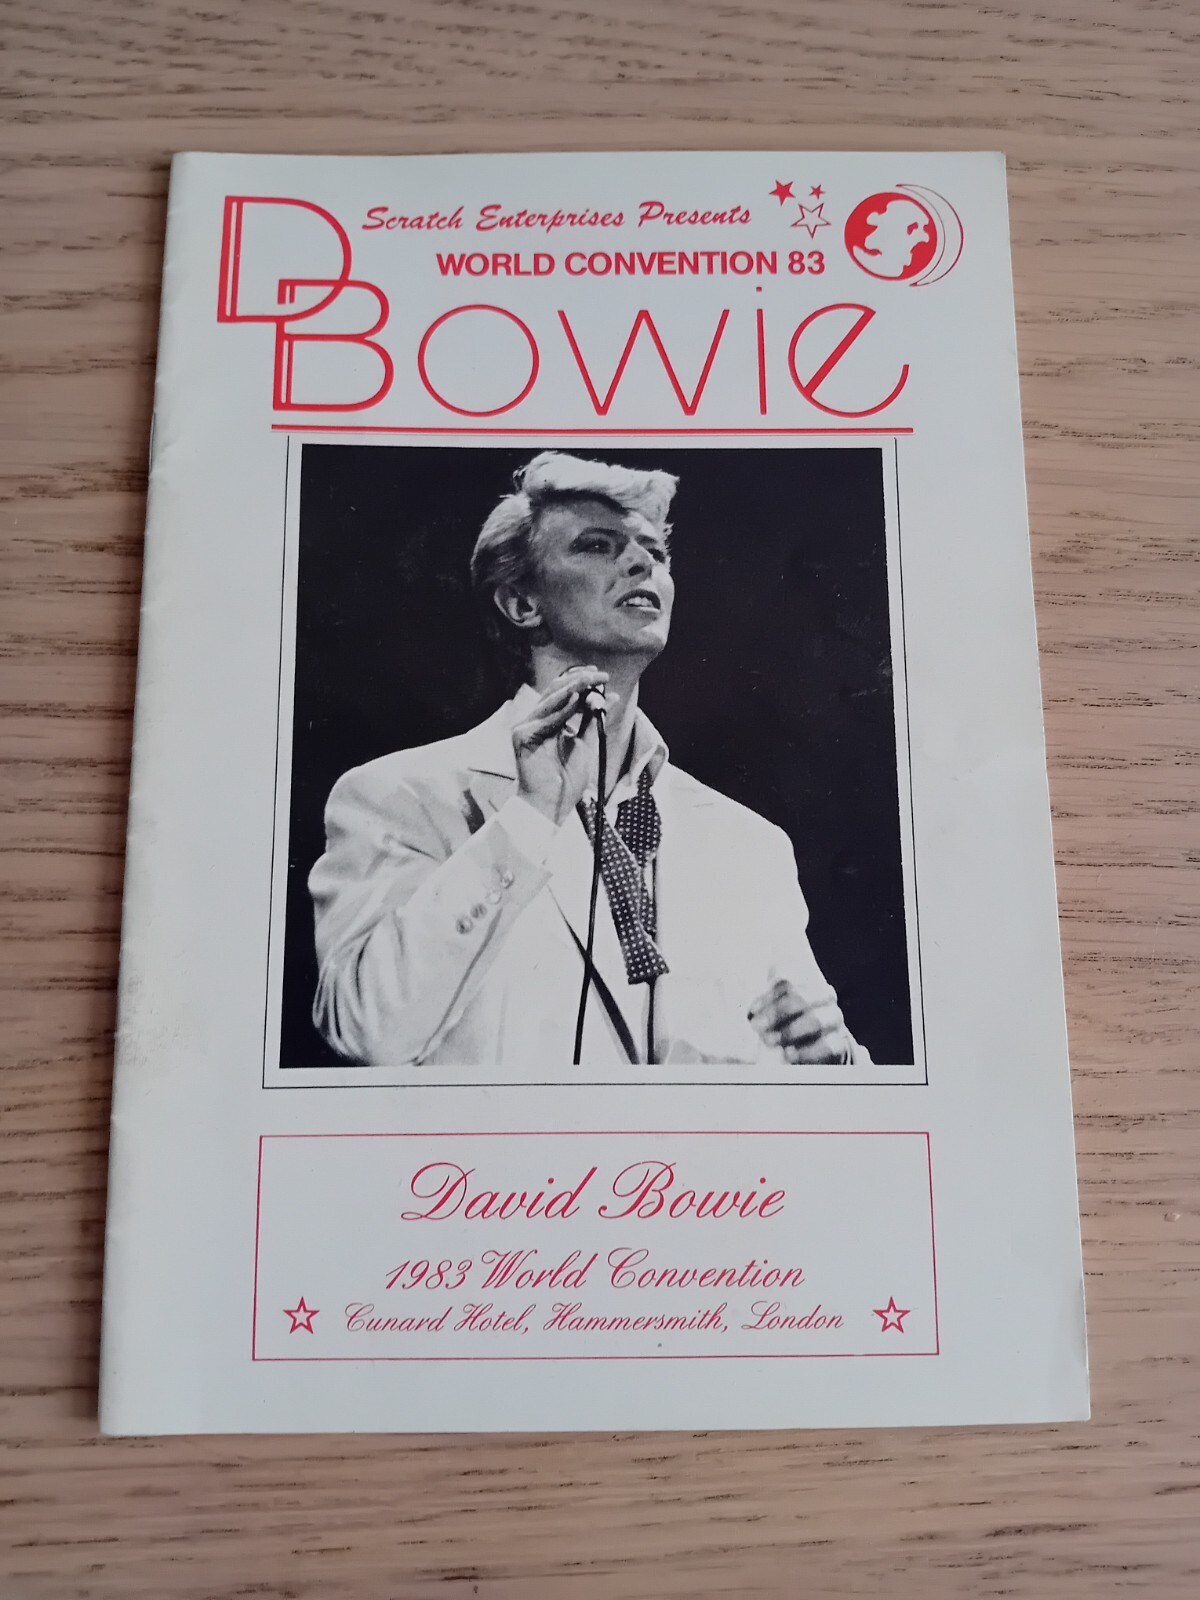 Scratch Enterprises Presents
WORLD CONVENTION 83
D Bowie
David Bowie
1983 World Convention
Cunard Hotel, Hammersmith, London